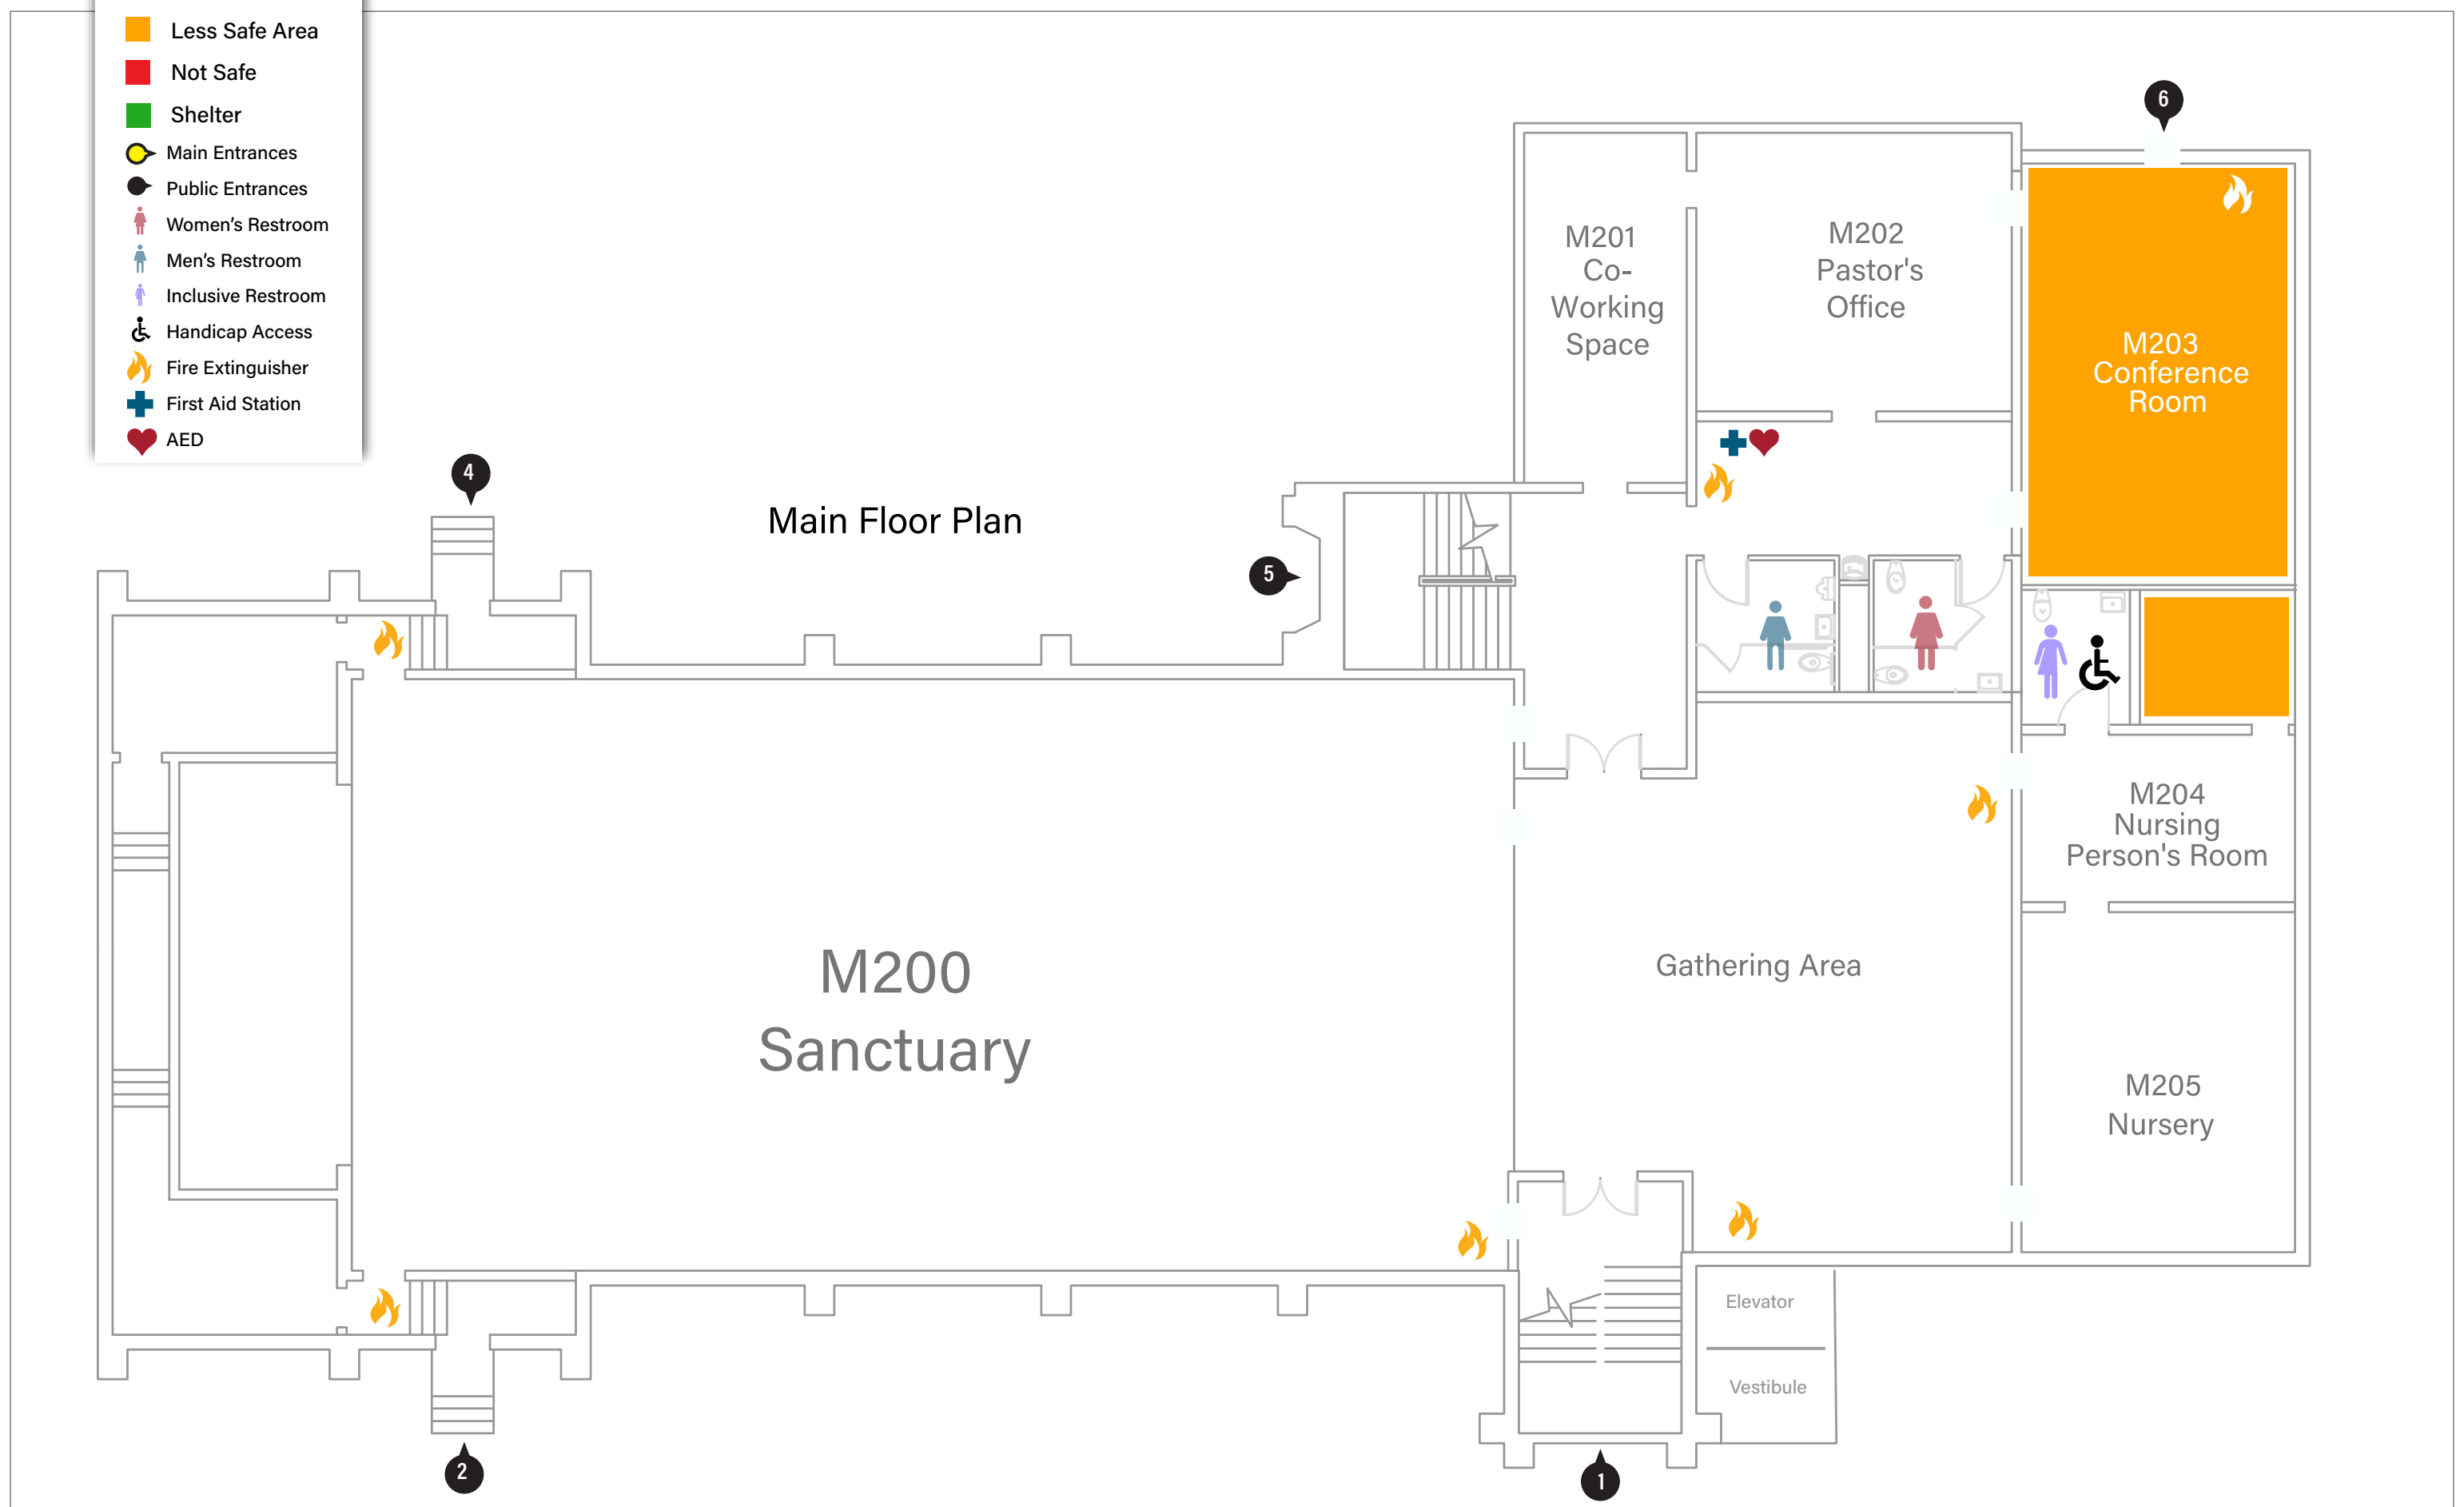 Less Safe Area
Not Safe
Shelter
Main Entrances
Public Entrances
Women’s Restroom
Men’s Restroom
Inclusive Restroom
Handicap Access
Fire Extinguisher
First Aid Station
AED
4
Main Floor Plan
5
6
M201
Co-
Working
Space
M202
Pastor's
Office
M203
Conference
Room
M204
Nursing
Person's Room
M200
Sanctuary
Gathering Area
M205
Nursery
Elevator
Vestibule
2
1